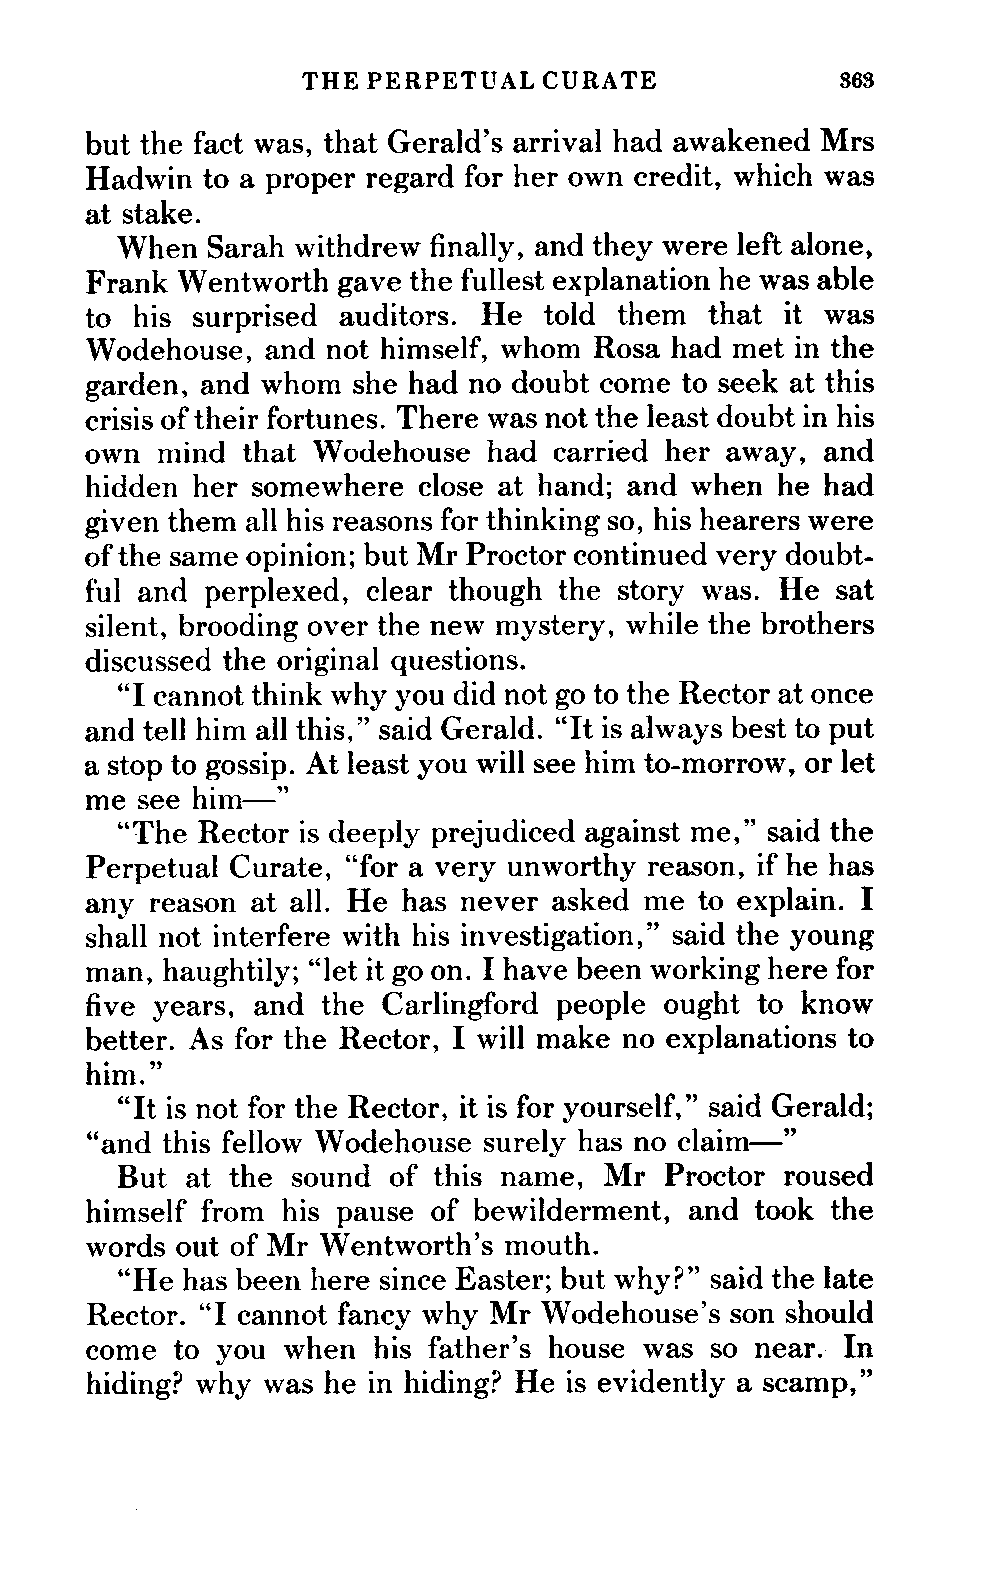 THE PERPETUAL CURATE 363
but the fact was, that Gerald's arrival had awakened Mrs
Hadwin to a proper regard for her own credit, which was
at stake.
When Sarah withdrew finally, and they were left alone,
Frank Wentworth gave the fullest explanation he was able
to his surprised auditors. He told them that it was
Wodehouse, and not himself, whom Rosa had met in the
garden, and whom she had no doubt come to seek at this
crisis of their fortunes. There was not the least doubt in his
own mind that Wodehouse had carried her away, and
hidden her somewhere close at hand; and when he had
given them all his reasons for thinking so, his hearers were
of the same opinion; but Mr Proctor continued very doubt-
ful and perplexed, clear though the story was. He sat
silent, brooding over the new mystery, while the brothers
discussed the original questions.
“I cannot think why you did not go to the Rector at once
and tell him all this,” said Gerald. “It is always best to put
a stop to gossip. At least you will see him to-morrow, or let
me see him—”
“The Rector is deeply prejudiced against me,” said the
Perpetual Curate, “for a very unworthy reason, if he has
any reason at all. He has never asked me to explain. I
shall not interfere with his investigation,” said the young
man, haughtily; “let it go on. I have been working here for
five years, and the Carlingford people ought to know
better. As for the Rector, I will make no explanations to
him.”
“It is not for the Rector, it is for yourself,” said Gerald;
“and this fellow Wodehouse surely has no claim—”
But at the sound of this name, Mr Proctor roused
himself from his pause of bewilderment, and took the
words out of Mr Wentworth's mouth.
“He has been here since Easter; but why?” said the late
Rector. “I cannot fancy why Mr Wodehouse's son should
come to you when his father's house was so near. In
hiding? why was he in hiding? He is evidently a scamp,”